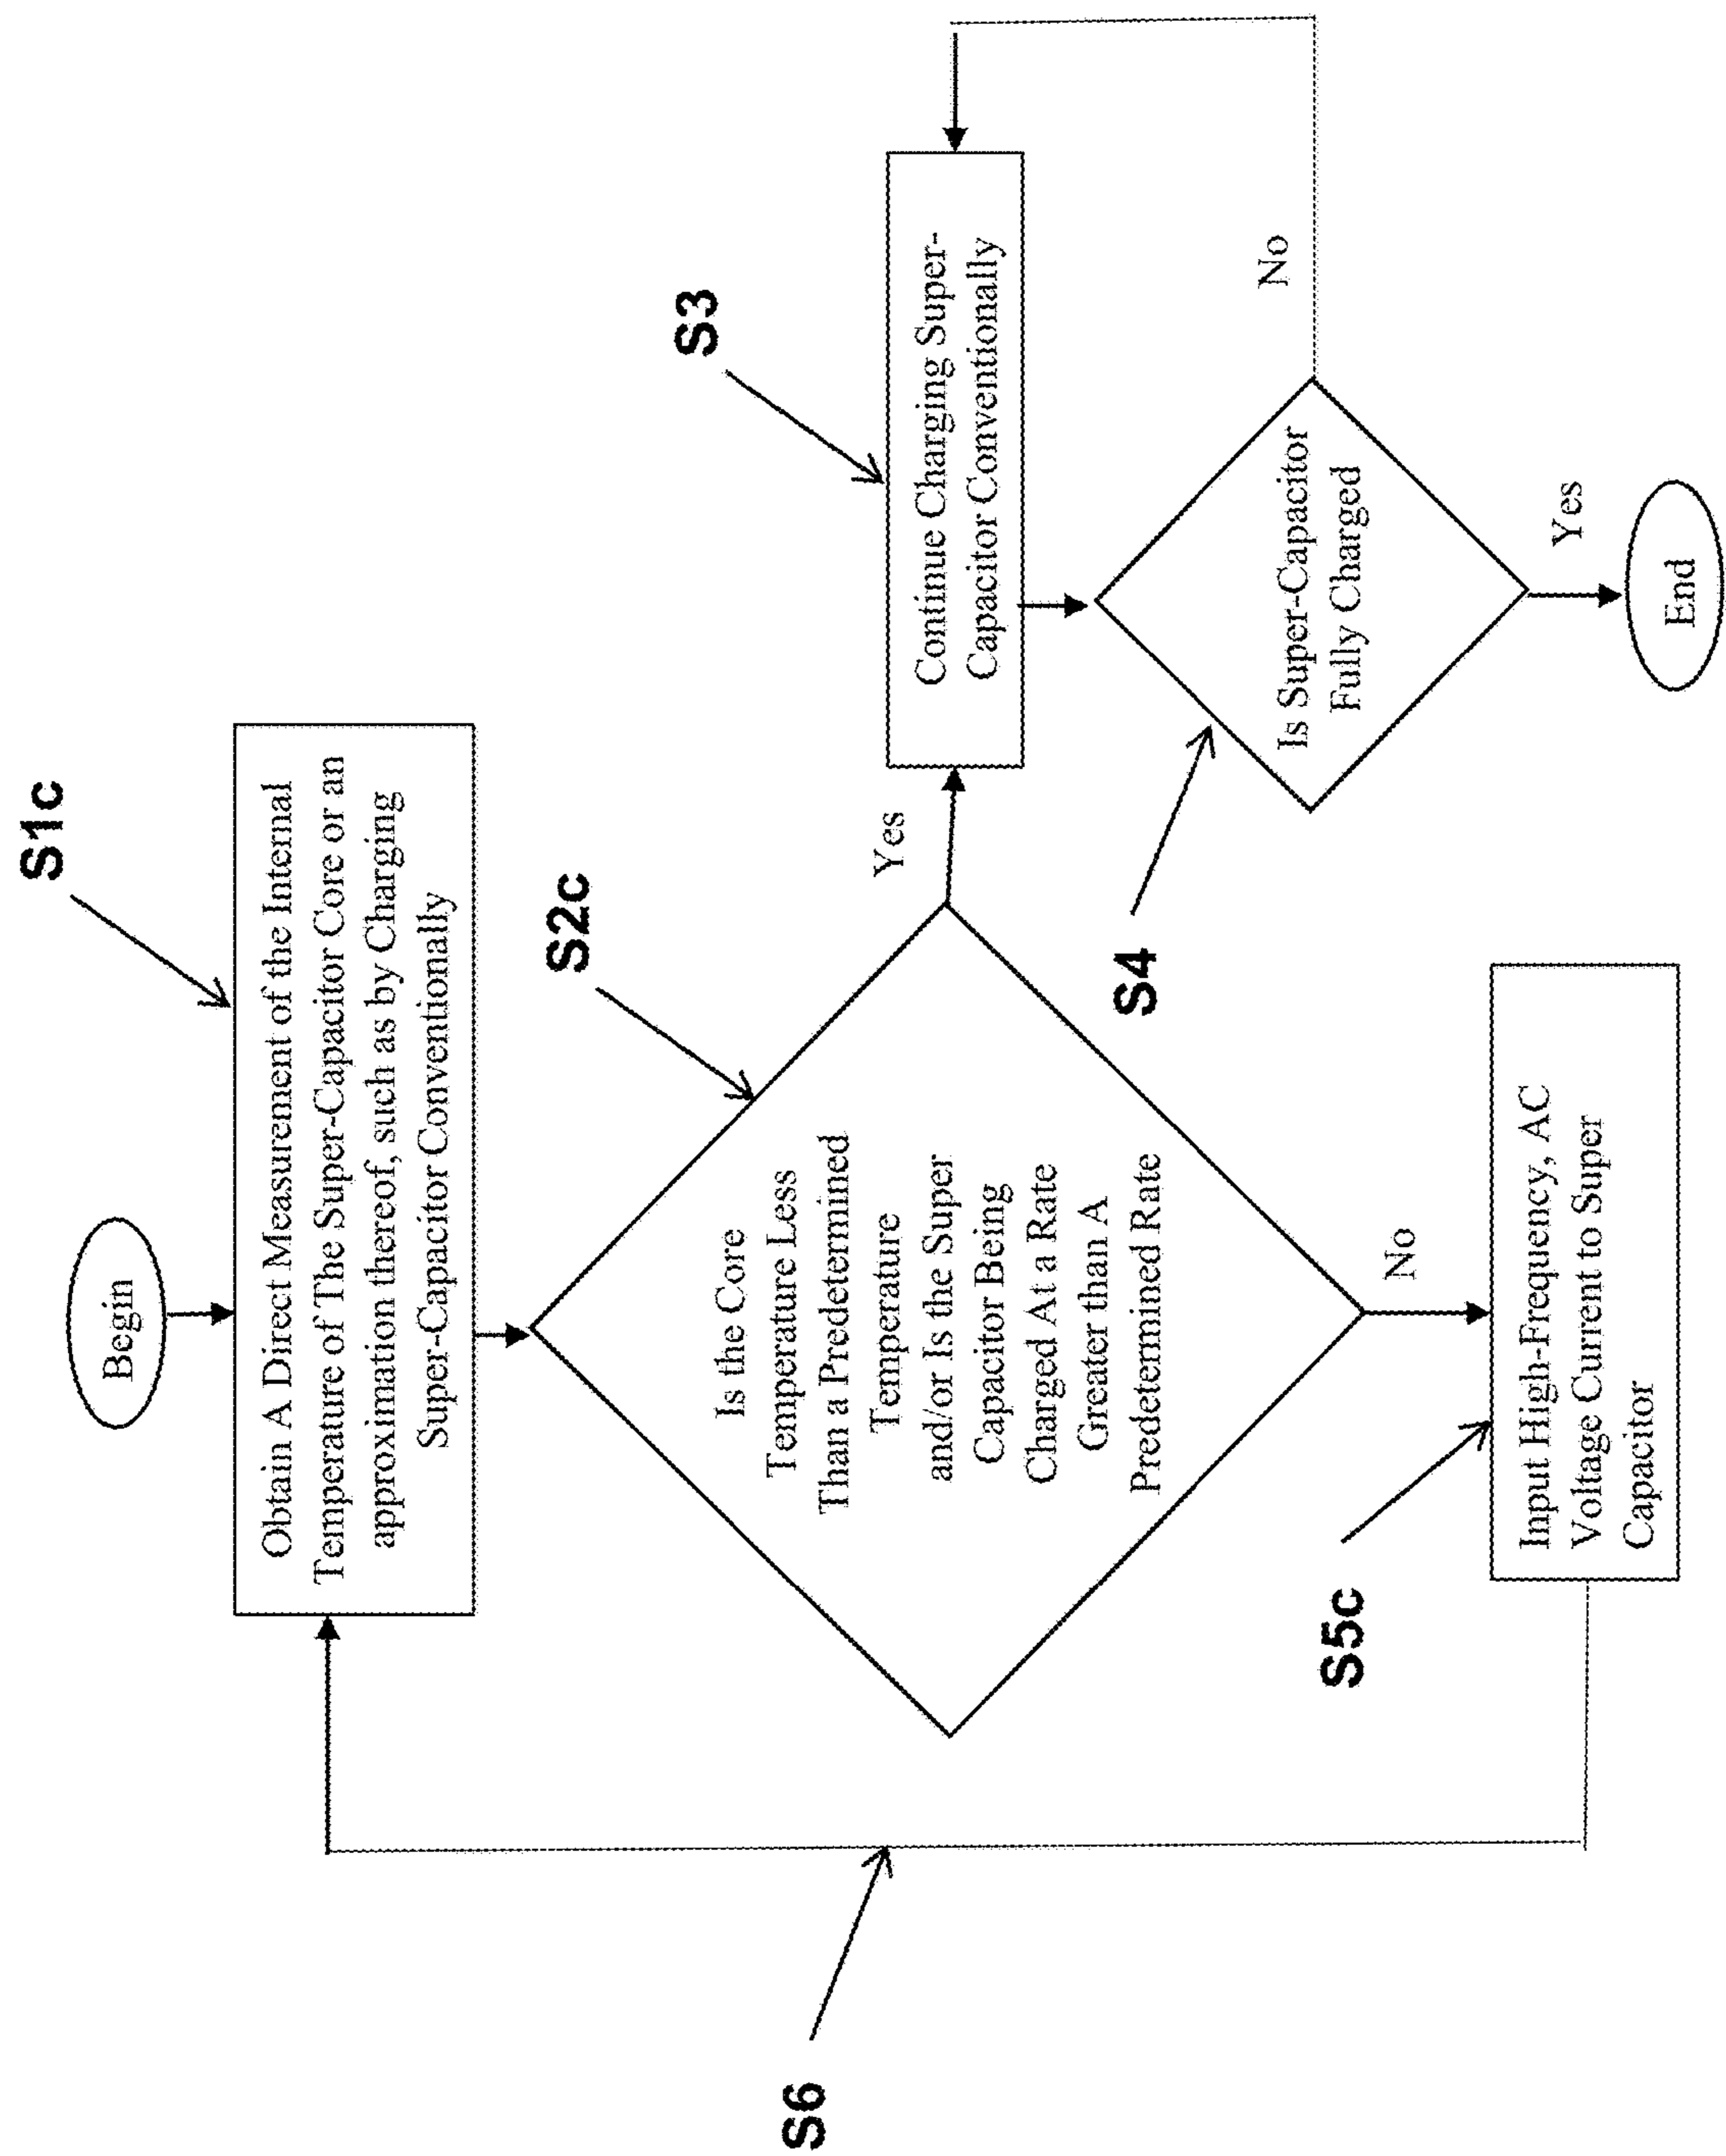 Begin
S1c
Obtain A Direct Measurement of the Internal
Temperature of The Super-Capacitor Core or an
approximation thereof, such as by Charging
Super-Capacitor Conventionally
S2c
Is the Core
Temperature Less
Than a Predetermined
Temperature
and/or Is the Super
Capacitor Being
Charged At a Rate
Greater than A
Predetermined Rate
Yes
S3
Continue Charging Super-
Capacitor Conventionally
S4
Is Super-Capacitor
Fully Charged
No
Yes
End
No
S5c
Input High-Frequency, AC
Voltage Current to Super
Capacitor
S6